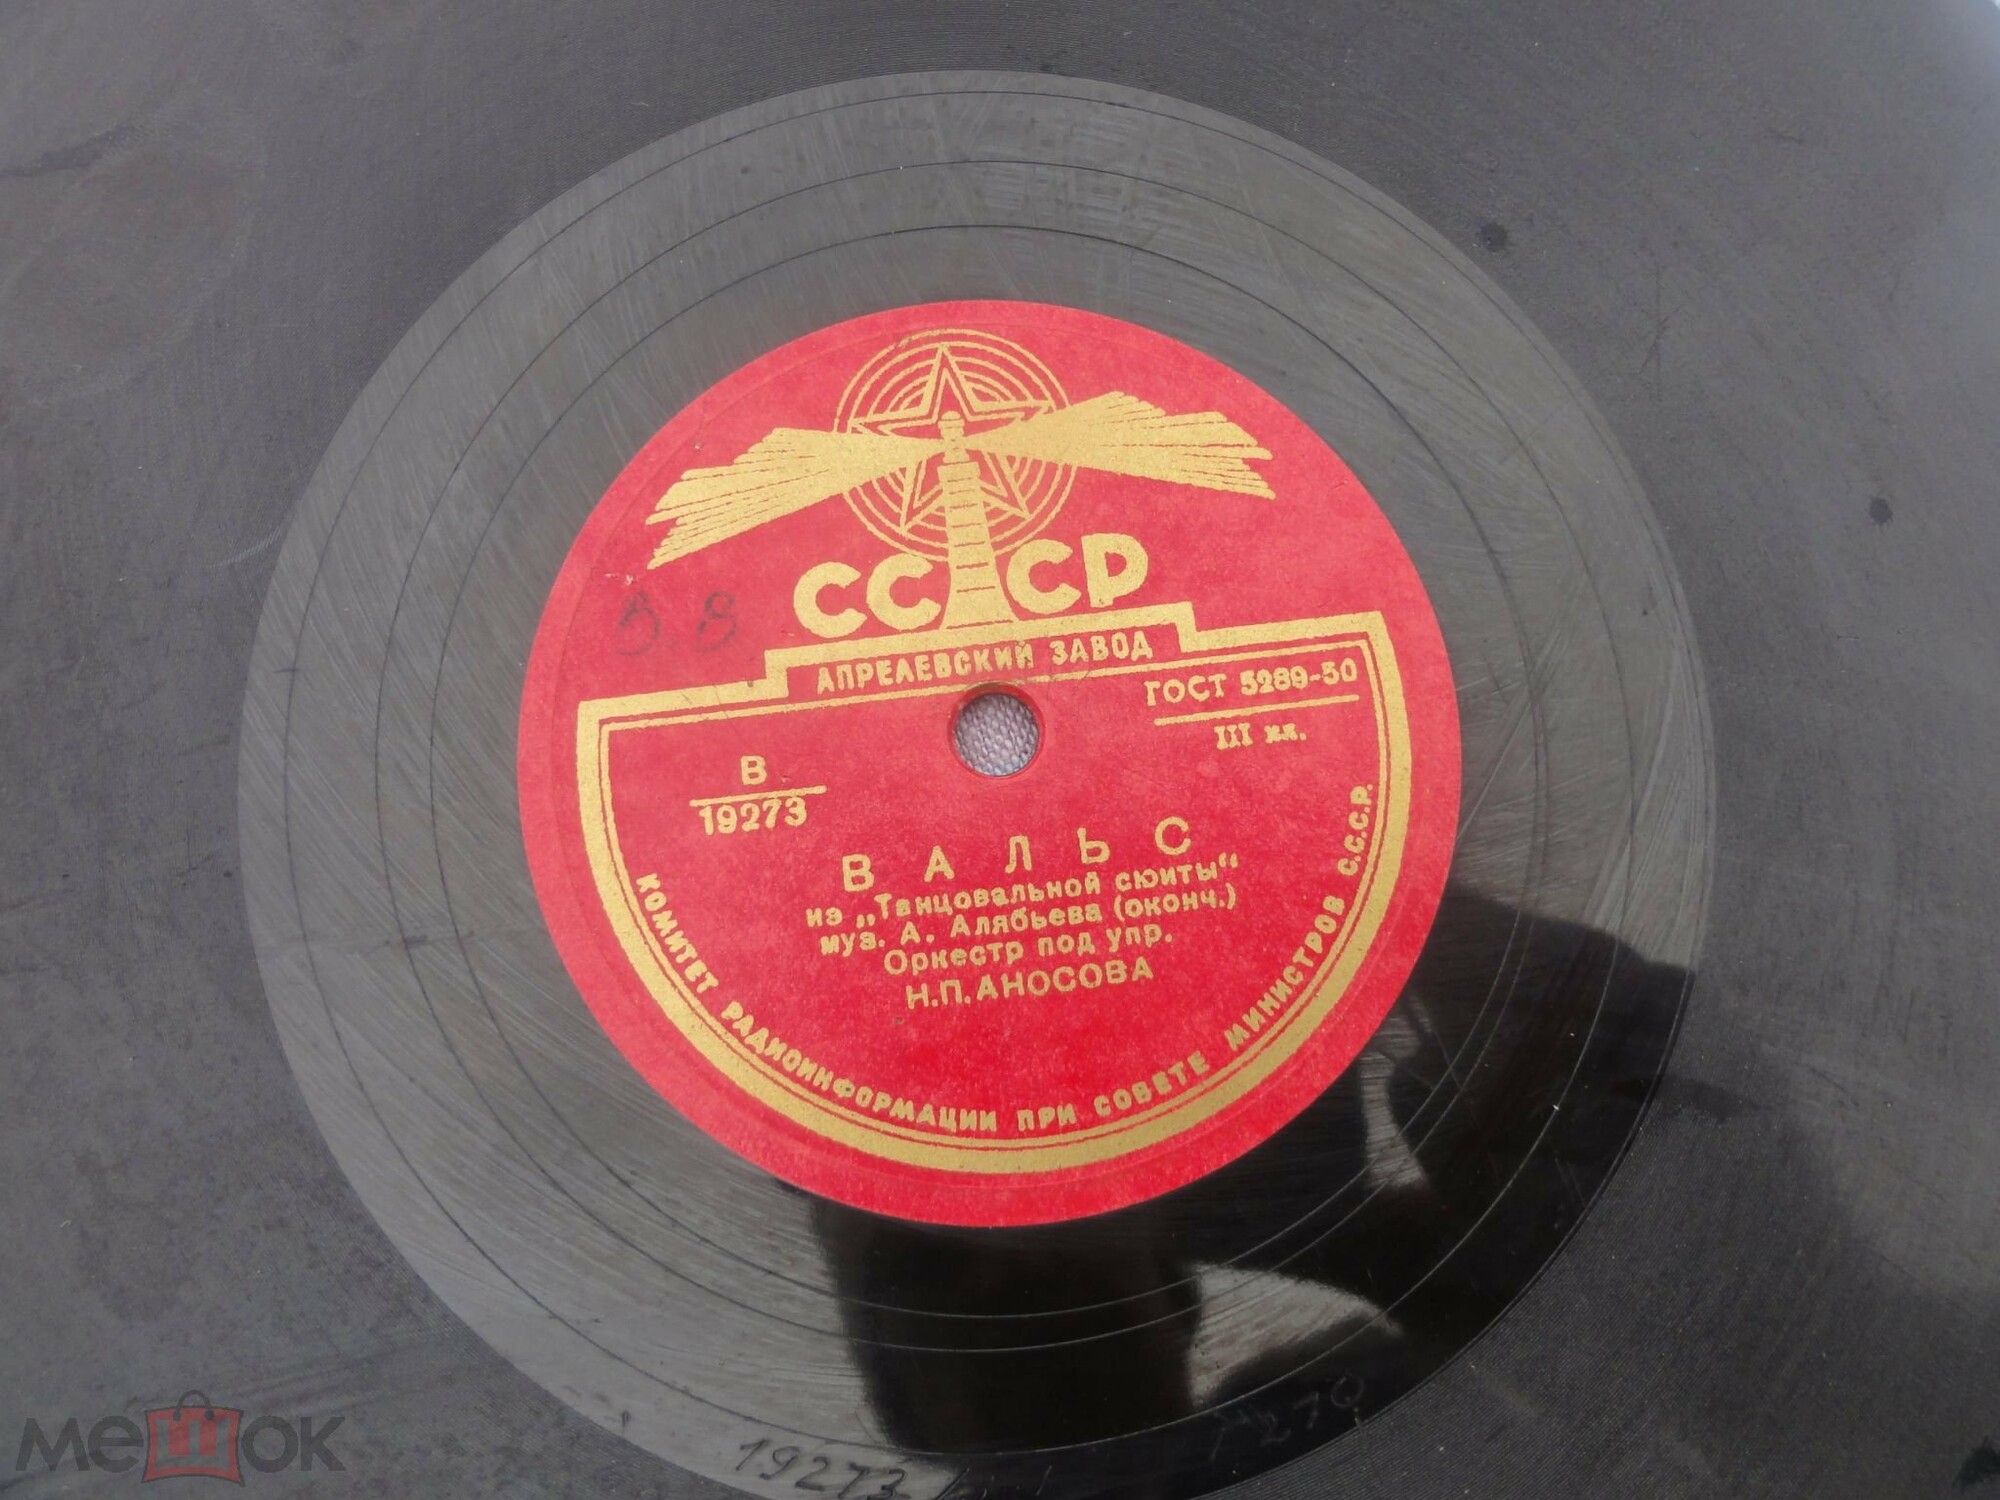 СССР
АПРЕЛЕВСКИЙ ЗАВОД
ГОСТ 5289-50
III кл.
В
19273
ВАЛЬС
из „Танцовальной сюиты“
муз. А. Алябьева (оконч.)
Оркестр под упр.
Н.П.АНОСОВА
КОМИТЕТ РАДИОИНФОРМАЦИИ ПРИ СОВЕТЕ МИНИСТРОВ С.С.С.Р.
19273
мешок